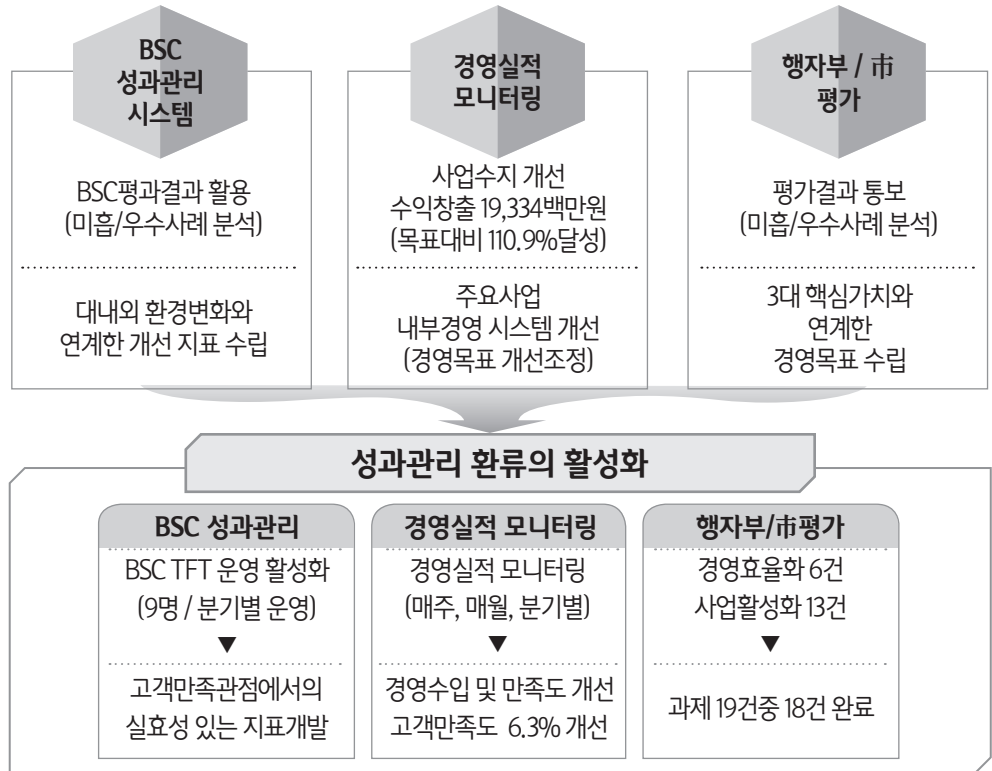 BSC
성과관리
시스템
BSC평과결과 활용
(미흡/우수사례 분석)
대내외 환경변화와
연계한 개선 지표 수립
경영실적
모니터링
사업수지 개선
수익창출 19,334백만원
(목표대비 110.9%달성)
주요사업
내부경영 시스템 개선
(경영목표 개선조정)
행자부 / 市
평가
평가결과 통보
(미흡/우수사례 분석)
3대 핵심가치와
연계한
경영목표 수립
성과관리 환류의 활성화
BSC 성과관리
BSC TFT 운영 활성화
(9명 / 분기별 운영)
▼
고객만족관점에서의
실효성 있는 지표개발
경영실적 모니터링
경영실적 모니터링
(매주, 매월, 분기별)
▼
경영수입 및 만족도 개선
고객만족도 6.3% 개선
행자부/市평가
경영효율화 6건
사업활성화 13건
▼
과제 19건중 18건 완료